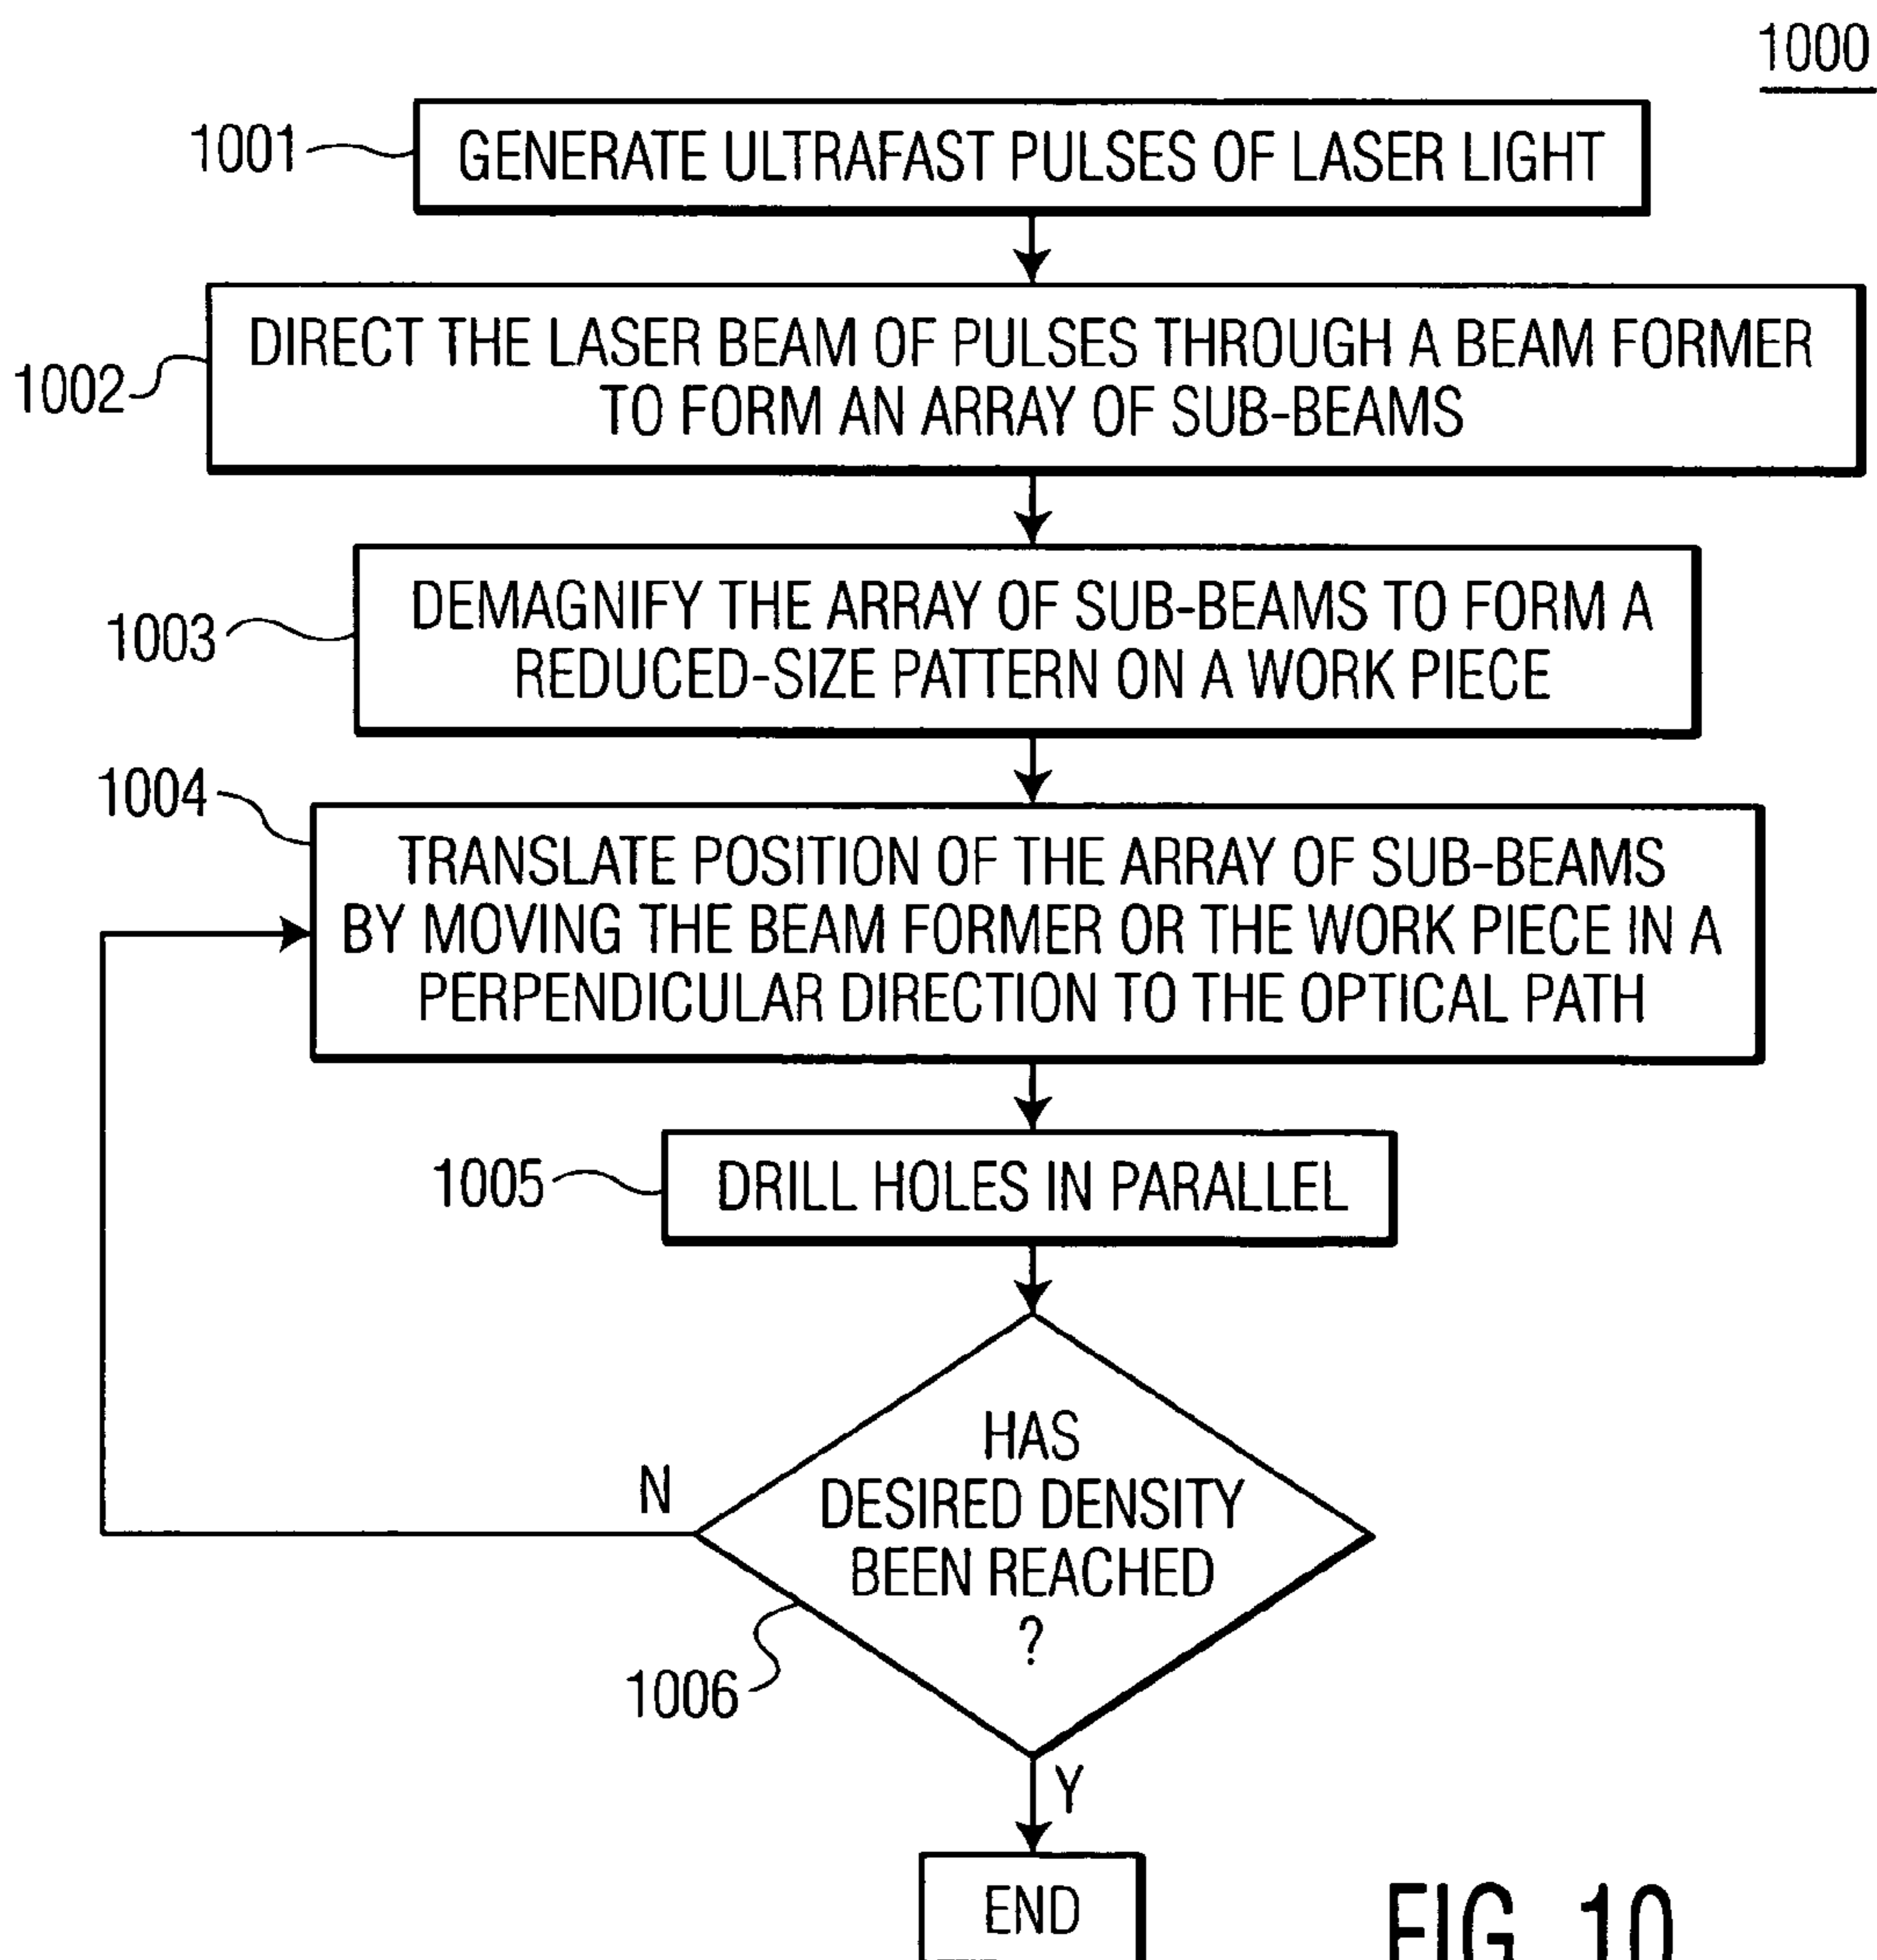 1000
1001
GENERATE ULTRAFAST PULSES OF LASER LIGHT
DIRECT THE LASER BEAM OF PULSES THROUGH A BEAM FORMER
TO FORM AN ARRAY OF SUB-BEAMS
1002
DEMAGNIFY THE ARRAY OF SUB-BEAMS TO FORM A
REDUCED-SIZE PATTERN ON A WORK PIECE
1003
1004
TRANSLATE POSITION OF THE ARRAY OF SUB-BEAMS
BY MOVING THE BEAM FORMER OR THE WORK PIECE IN A
PERPENDICULAR DIRECTION TO THE OPTICAL PATH
1005
DRILL HOLES IN PARALLEL
HAS
DESIRED DENSITY
BEEN REACHED
?
N
1006
Y
END
FIG. 10